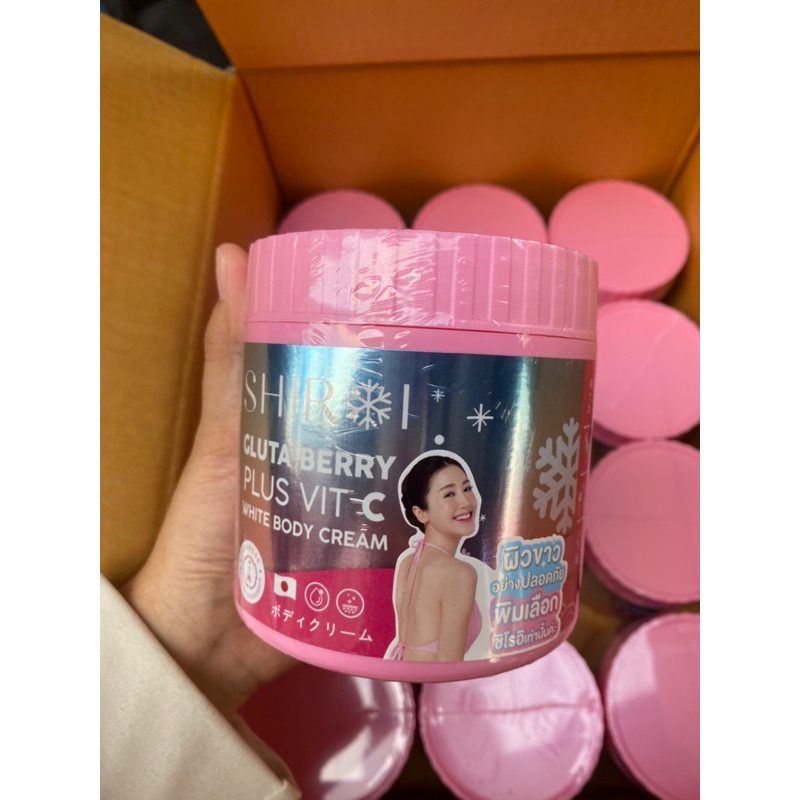 SHIROI
GLUTA BERRY
PLUS VIT C
WHITE BODY CREAM
ボディクリーム
ผิวขาว
อย่างปลอดภัย
พิมเลือก
ชิโรอิเท่านั้นค่ะ